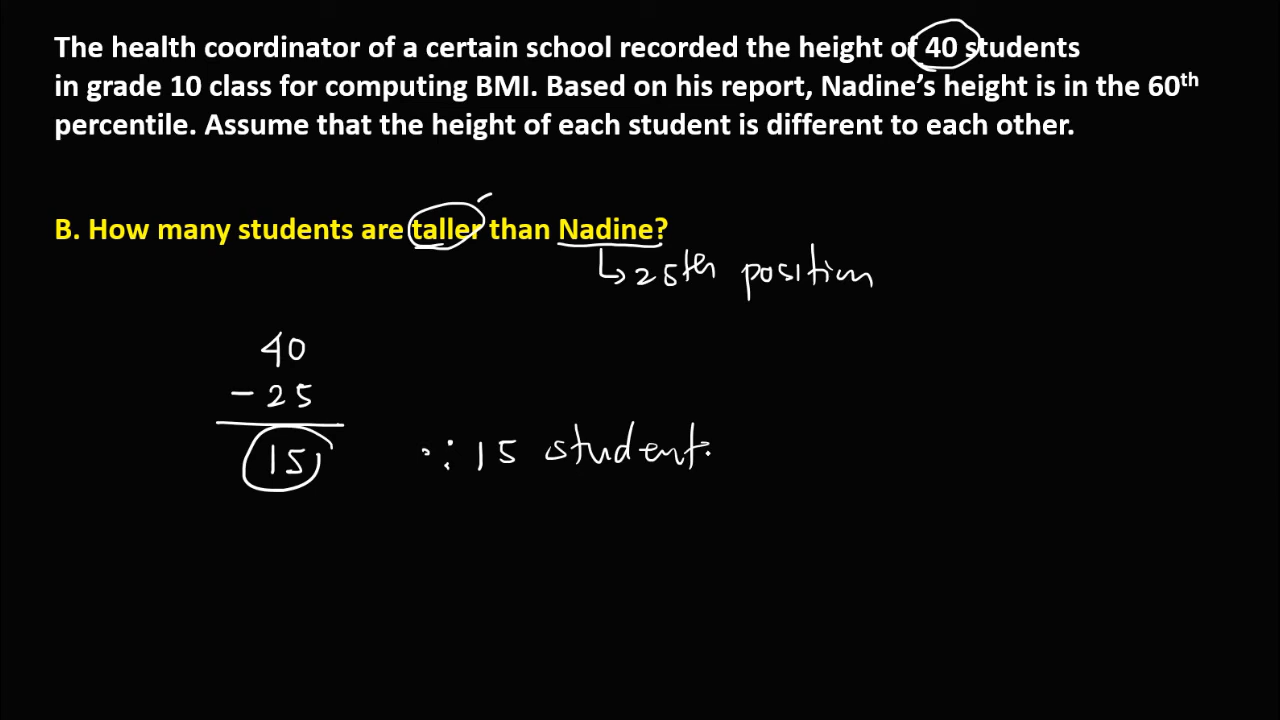 The health coordinator of a certain school recorded the height of 40 students
in grade 10 class for computing BMI. Based on his report, Nadine's height is in the 60th
percentile. Assume that the height of each student is different to each other.
B. How many students are taller than Nadine?
↳ 25th position
40
- 25
15 ∴ 15 student.